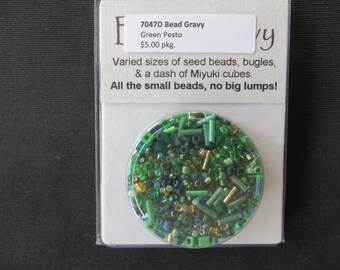 7047D Bead Gravy
Green Pesto
$5.00 pkg.
Varied sizes of seed beads, bugles,
& a dash of Miyuki cubes.
All the small beads, no big lumps!